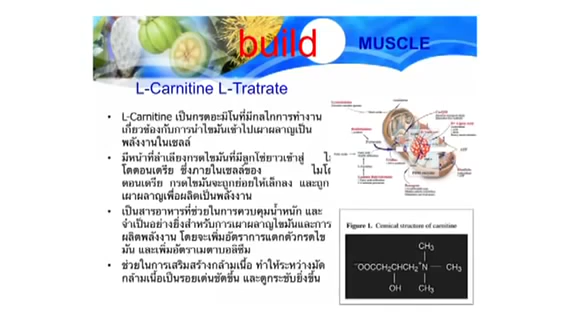 build
MUSCLE
L-Carnitine L-Tratrate
• L-Carnitine เป็นกรดอะมิโนที่มีกลไกการทำงาน
เกี่ยวข้องกับการนำไขมันเข้าไปเผาผลาญเป็น
พลังงานในเซลล์
• มีหน้าที่ลำเลียงกรดไขมันที่มีลูกโซ่ยาวเข้าสู่ ไม
โตคอนเดรีย ซึ่งภายในเซลล์ของ ไมโต
ตอนเดรีย กรดไขมันจะถูกย่อยให้เล็กลง และถูก
เผาผลาญเพื่อผลิตเป็นพลังงาน
• เป็นสารอาหารที่ช่วยในการควบคุมน้ำหนัก และ
จำเป็นอย่างยิ่งสำหรับการเผาผลาญไขมันและการ
ผลิตพลังงาน โดยจะเพิ่มอัตราการแตกตัวกรดไข
มัน และเพิ่มอัตราเมตาบอลิซึม
• ช่วยในการเสริมสร้างกล้ามเนื้อ ทำให้ระหว่างมัด
กล้ามเนื้อเป็นรอยเด่นชัดขึ้น และดูกระชับยิ่งขึ้น
Figure 1. Comical structure of carnitine
CH₃
⁻OOCCH₂CHCH₂⁺N — CH₃
OH CH₃